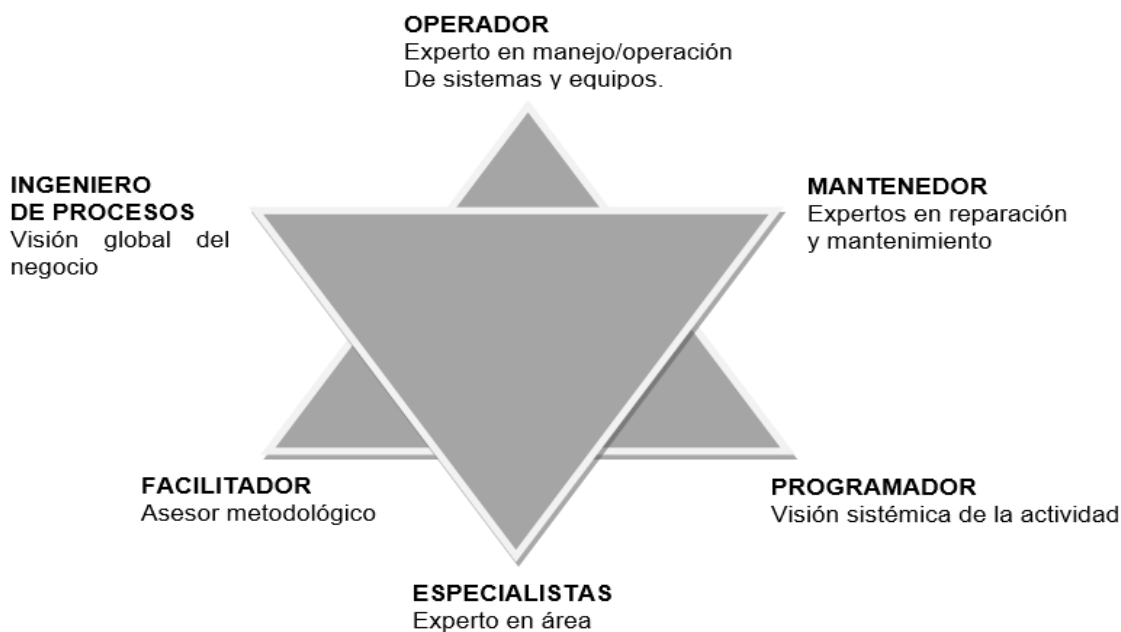 OPERADOR
Experto en manejo/operación
De sistemas y equipos.
INGENIERO
DE PROCESOS
Visión global del
negocio
MANTENEDOR
Expertos en reparación
y mantenimiento
FACILITADOR
Asesor metodológico
PROGRAMADOR
Visión sistémica de la actividad
ESPECIALISTAS
Experto en área